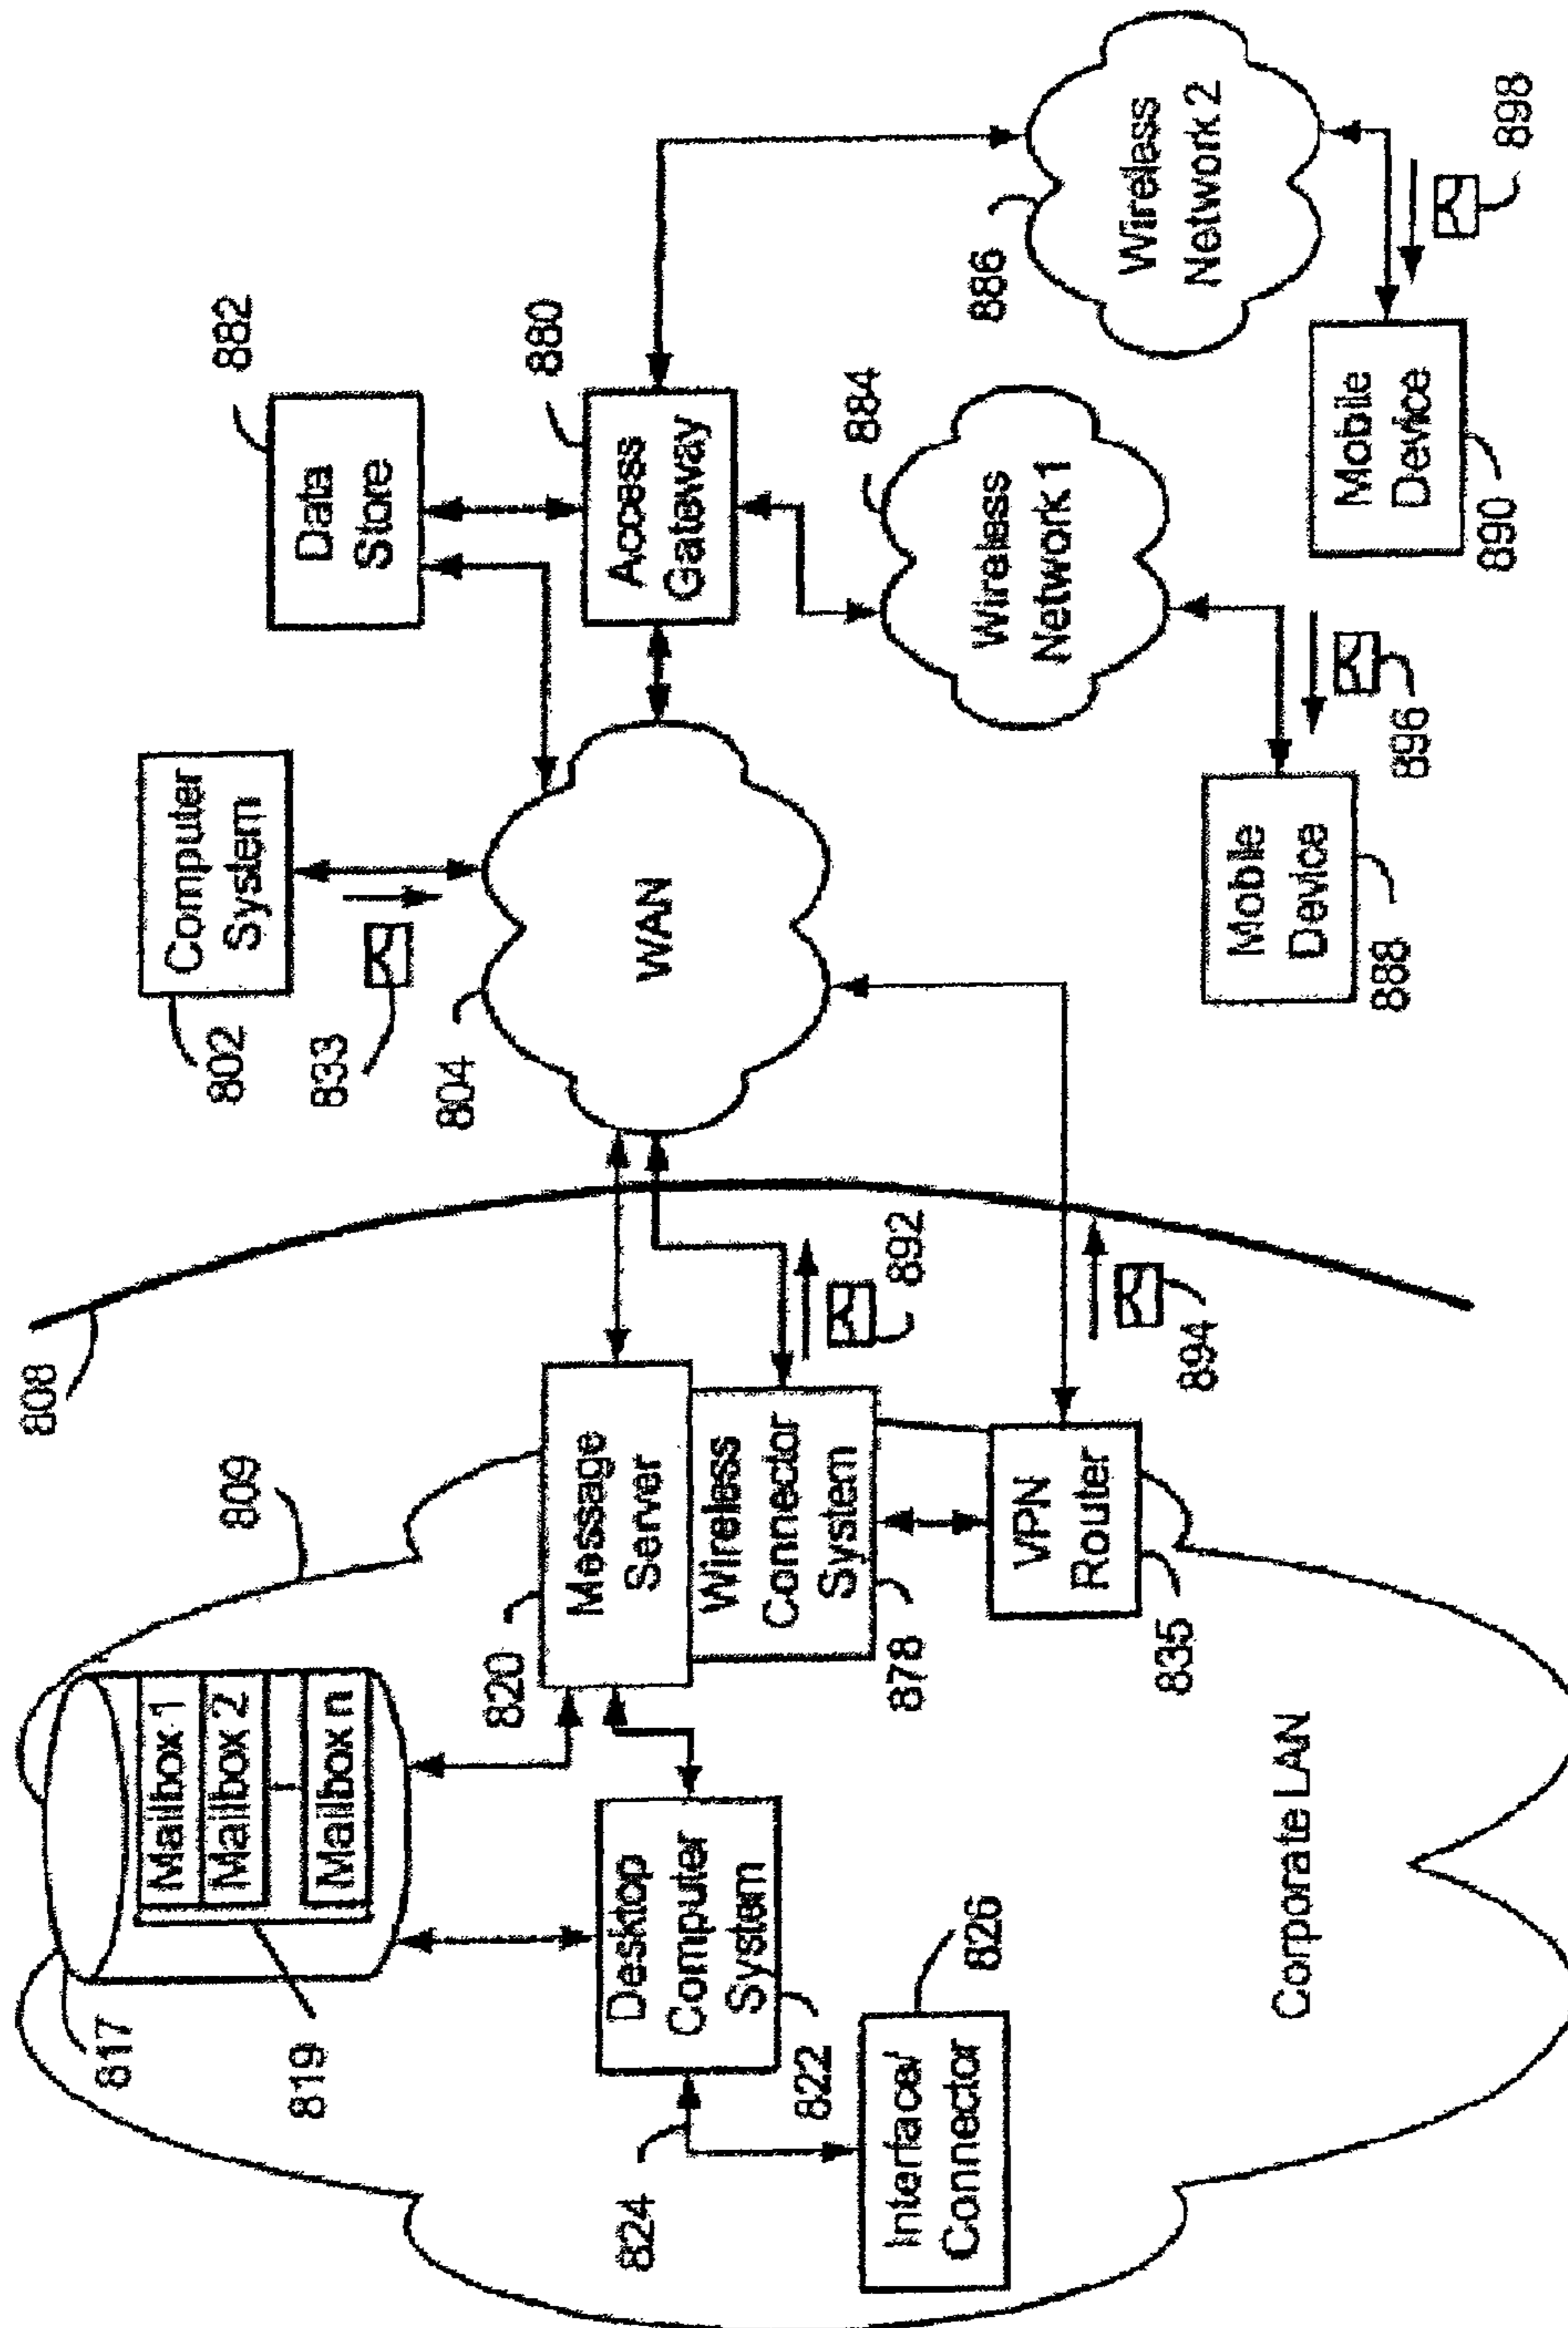 808
809
817
Mailbox 1
Mailbox 2
Mailbox n
819
820
Message
Server
Wireless
Connector
System
878
892
VPN
Router
835
894
Desktop
Computer
System
822
824
Interface/
Connector
826
Corporate LAN
Computer
System
802
833
804
WAN
Data
Store
882
Access
Gateway
880
Wireless
Network 1
884
Wireless
Network 2
886
Mobile
Device
888
896
Mobile
Device
890
898